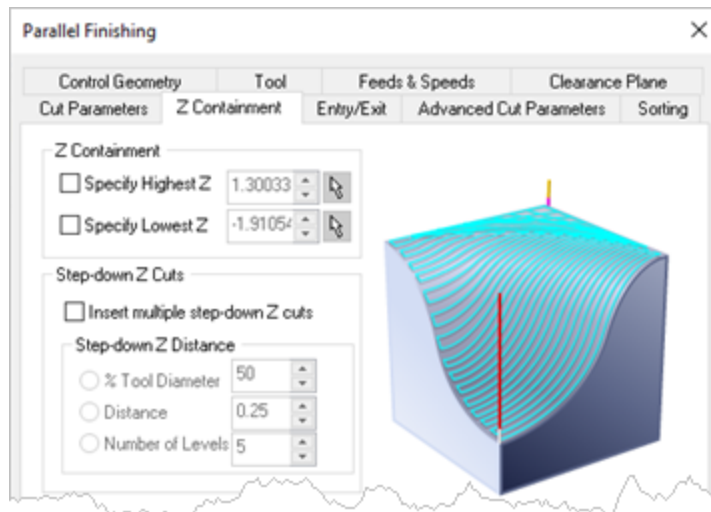 Parallel Finishing
Control Geometry Tool Feeds & Speeds Clearance Plane
Cut Parameters Z Containment Entry/Exit Advanced Cut Parameters Sorting
Z Containment
Specify Highest Z 1.30033
Specify Lowest Z -1.91054
Step-down Z Cuts
Insert multiple step-down Z cuts
Step-down Z Distance
% Tool Diameter 50
Distance 0.25
Number of Levels 5